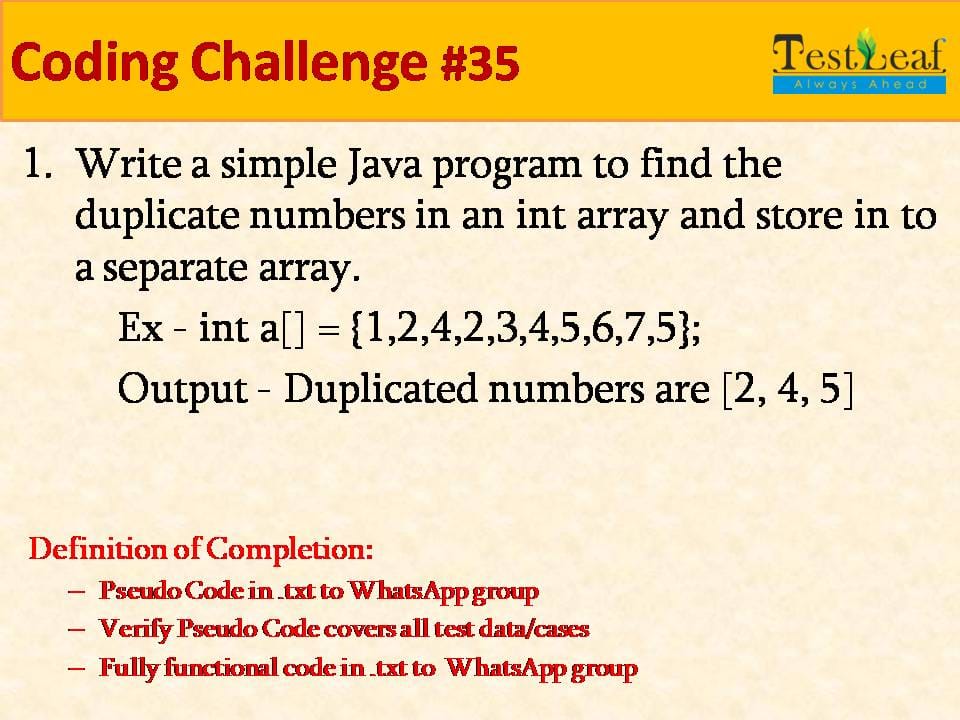 Coding Challenge #35
TestLeaf
Always Ahead
1. Write a simple Java program to find the
duplicate numbers in an int array and store in to
a separate array.
Ex - int a[] = {1,2,4,2,3,4,5,6,7,5};
Output - Duplicated numbers are [2, 4, 5]
Definition of Completion:
– Pseudo Code in .txt to WhatsApp group
– Verify Pseudo Code covers all test data/cases
– Fully functional code in .txt to WhatsApp group